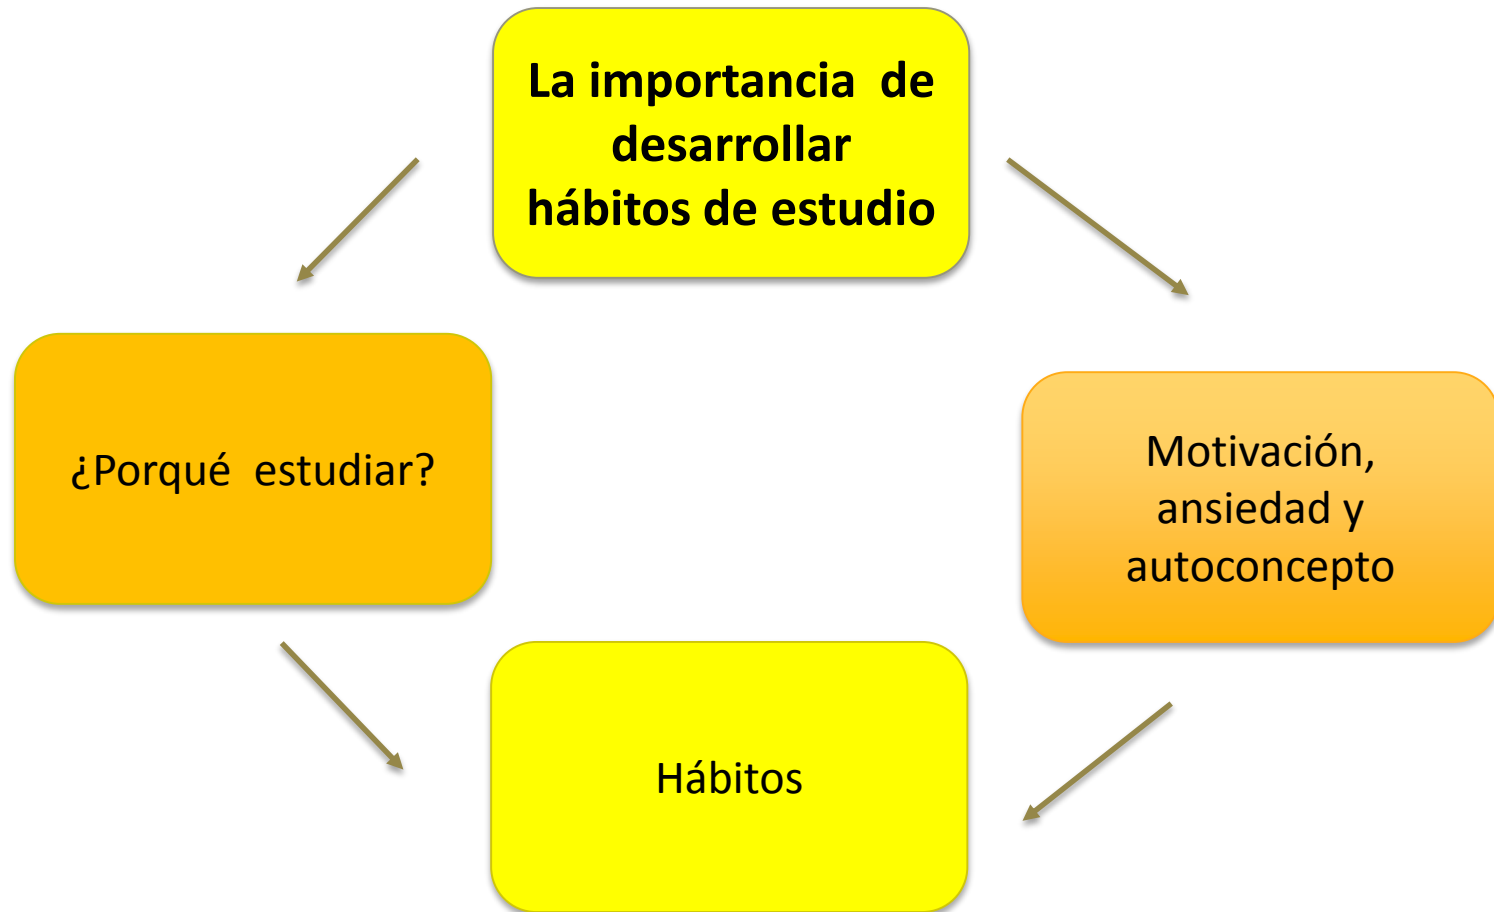 La importancia  de
desarrollar
hábitos de estudio
¿Porqué  estudiar?
Motivación,
ansiedad y
autoconcepto
Hábitos